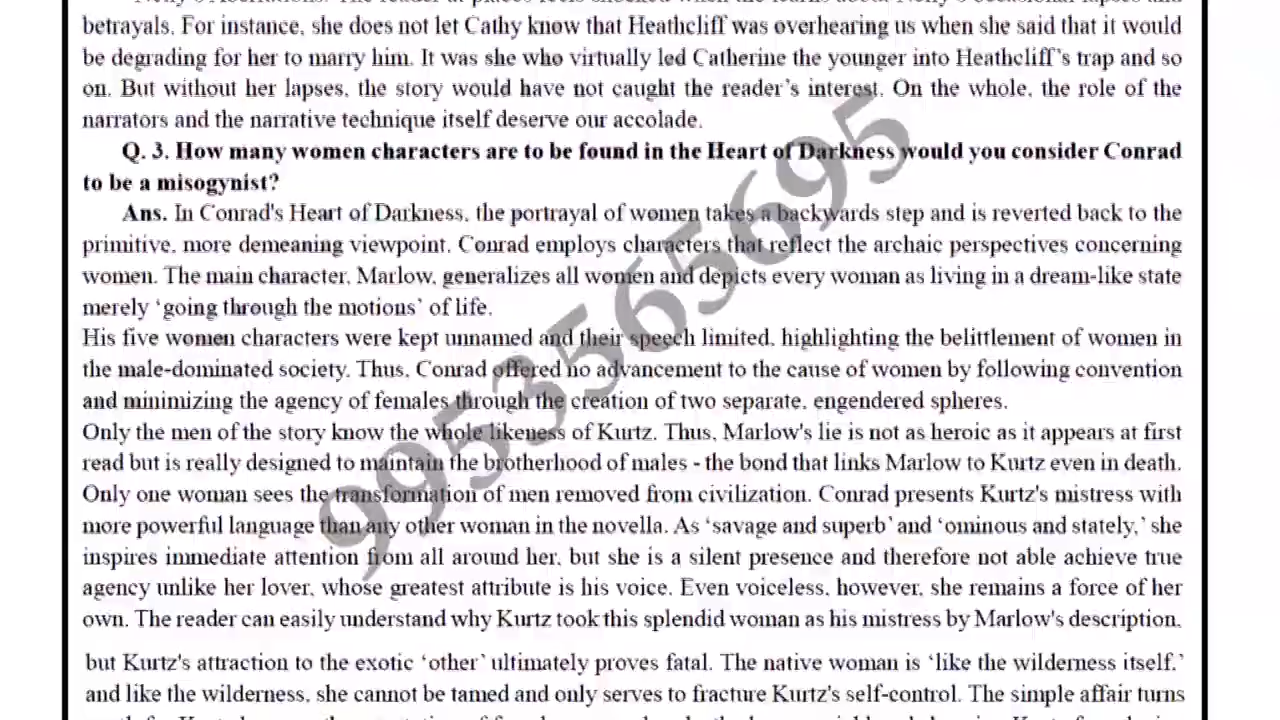 betrayals. For instance, she does not let Cathy know that Heathcliff was overhearing us when she said that it would
be degrading for her to marry him. It was she who virtually led Catherine the younger into Heathcliff's trap and so
on. But without her lapses, the story would have not caught the reader's interest. On the whole, the role of the
narrators and the narrative technique itself deserve our accolade.
Q. 3. How many women characters are to be found in the Heart of Darkness would you consider Conrad
to be a misogynist?
Ans. In Conrad's Heart of Darkness, the portrayal of women takes a backwards step and is reverted back to the
primitive, more demeaning viewpoint. Conrad employs characters that reflect the archaic perspectives concerning
women. The main character, Marlow, generalizes all women and depicts every woman as living in a dream-like state
merely 'going through the motions' of life.
His five women characters were kept unnamed and their speech limited, highlighting the belittlement of women in
the male-dominated society. Thus, Conrad offered no advancement to the cause of women by following convention
and minimizing the agency of females through the creation of two separate, engendered spheres.
Only the men of the story know the whole likeness of Kurtz. Thus, Marlow's lie is not as heroic as it appears at first
read but is really designed to maintain the brotherhood of males - the bond that links Marlow to Kurtz even in death.
Only one woman sees the transformation of men removed from civilization. Conrad presents Kurtz's mistress with
more powerful language than any other woman in the novella. As 'savage and superb' and 'ominous and stately,' she
inspires immediate attention from all around her, but she is a silent presence and therefore not able achieve true
agency unlike her lover, whose greatest attribute is his voice. Even voiceless, however, she remains a force of her
own. The reader can easily understand why Kurtz took this splendid woman as his mistress by Marlow's description,
but Kurtz's attraction to the exotic 'other' ultimately proves fatal. The native woman is 'like the wilderness itself,'
and like the wilderness, she cannot be tamed and only serves to fracture Kurtz's self-control. The simple affair turns
9953565695